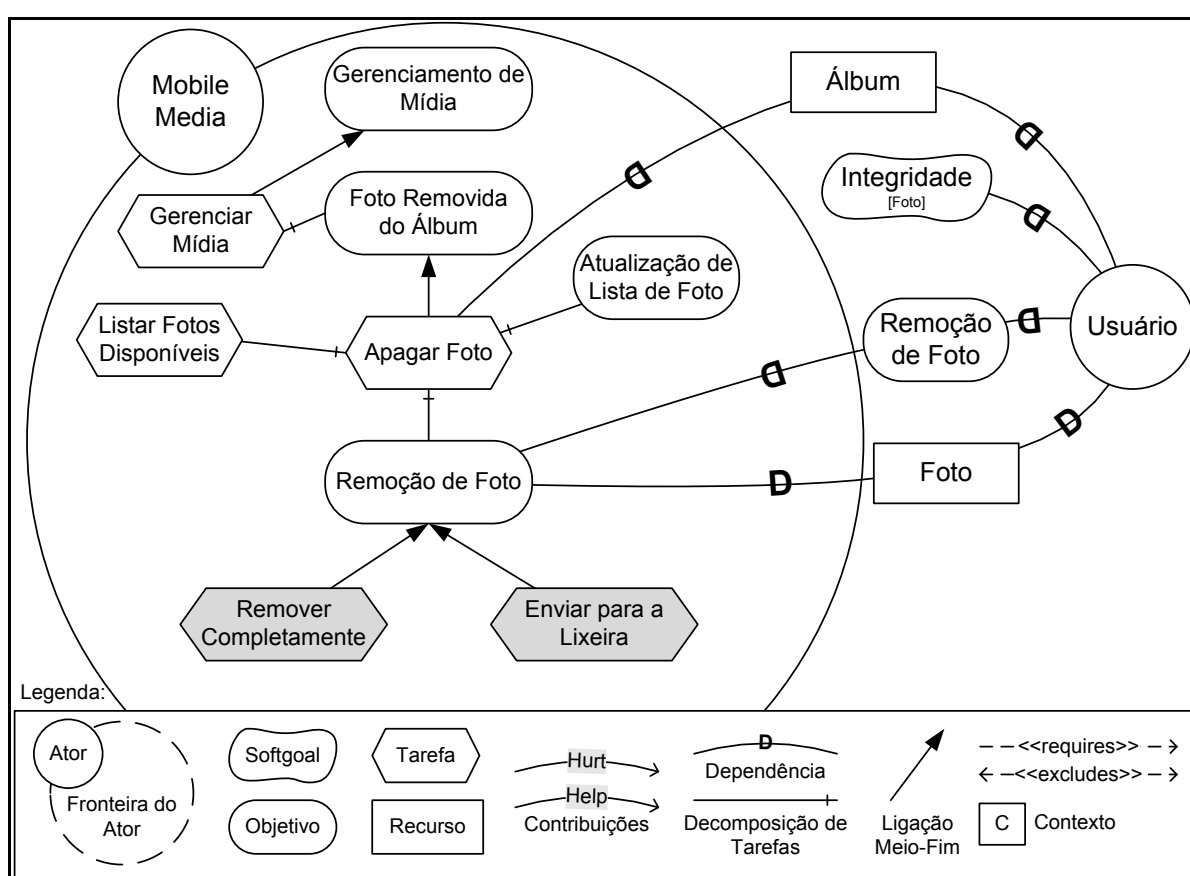 Mobile
Media
Gerenciamento de
Mídia
Álbum
Integridade
[Foto]
Gerenciar
Mídia
Foto Removida
do Álbum
Atualização de
Lista de Foto
Listar Fotos
Disponíveis
Apagar Foto
Remoção
de Foto
Usuário
Remoção de Foto
Foto
D
D
D
D
D
D
D
Remover
Completamente
Enviar para a
Lixeira
Legenda:
Ator
Fronteira do
Ator
Softgoal
Objetivo
Tarefa
Recurso
Hurt
Help
Contribuições
D
Dependência
Decomposição de
Tarefas
Ligação
Meio-Fim
<<requires>>
<<excludes>>
C
Contexto